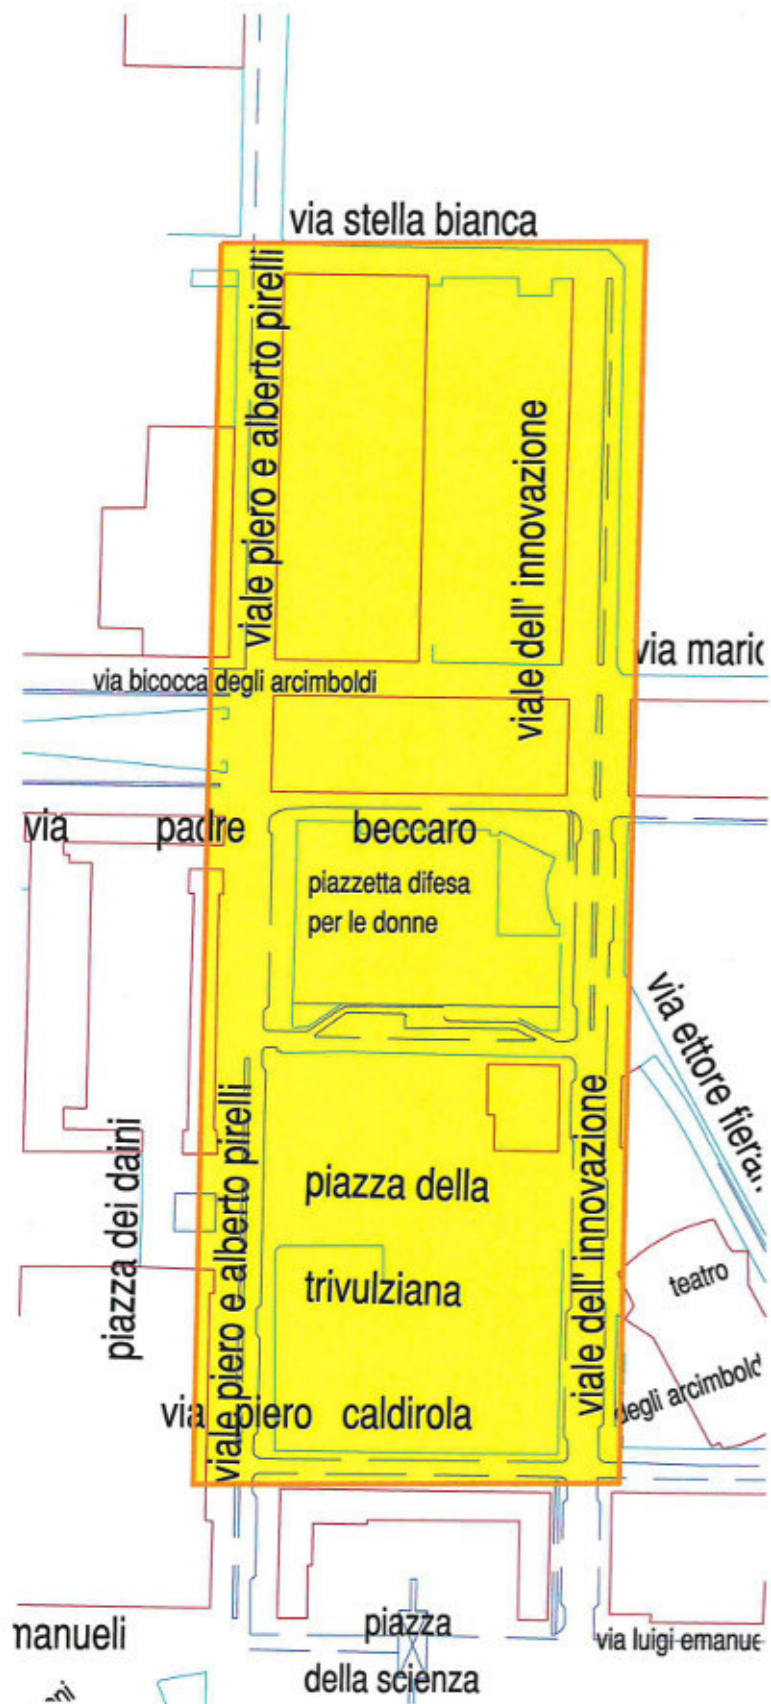 via stella bianca
viale piero e alberto pirelli
viale dell' innovazione
via mario
via bicocca degli arcimboldi
via padre beccaro
piazzetta difesa
per le donne
via ettore fieram
piazza dei daini
viale piero e alberto pirelli
piazza della
trivulziana
viale dell' innovazione
teatro
degli arcimbold
via piero caldirola
manueli
piazza
della scienza
via luigi emanue